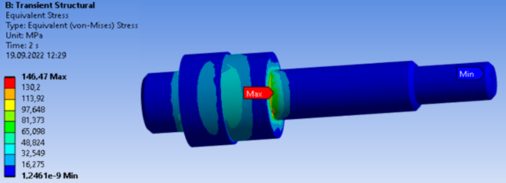 B: Transient Structural
Equivalent Stress
Type: Equivalent (von-Mises) Stress
Unit: MPa
Time: 2 s
19.09.2022 12:29
146,47 Max
130,2
113,92
97,648
81,373
65,098
48,824
32,549
16,275
1,2461e-9 Min
Max
Min